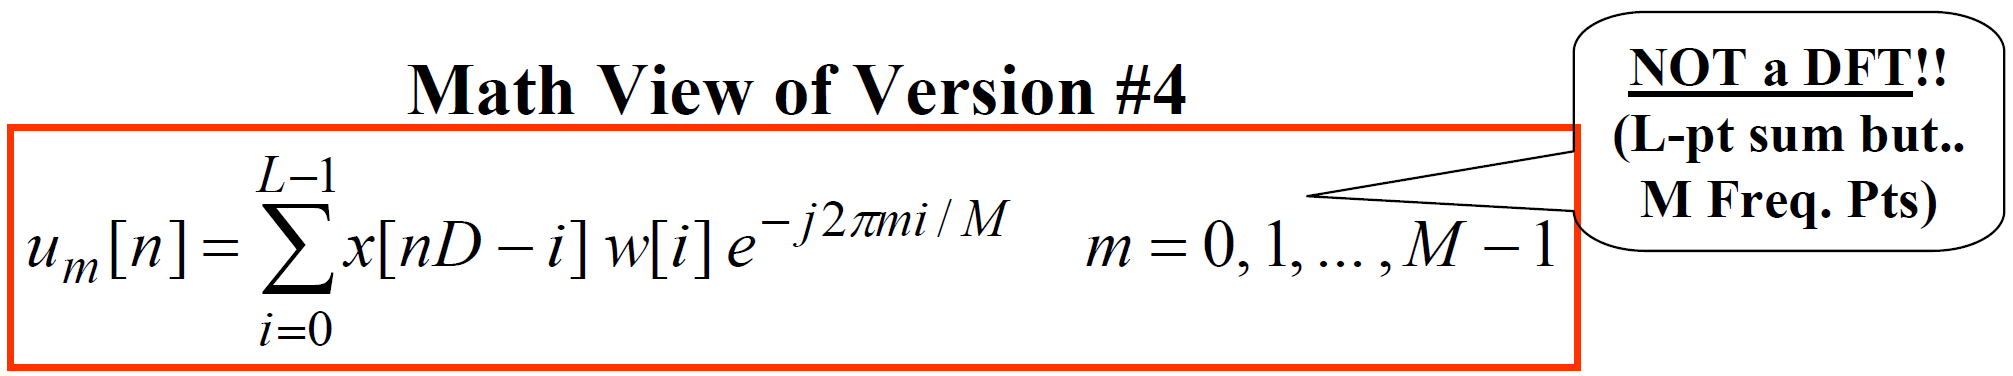 Math View of Version #4
NOT a DFT!!
(L-pt sum but..
M Freq. Pts)
u_m[n] = \sum_{i=0}^{L-1} x[nD − i] w[i] e^{−j2πmi / M}   m = 0, 1, ... , M − 1